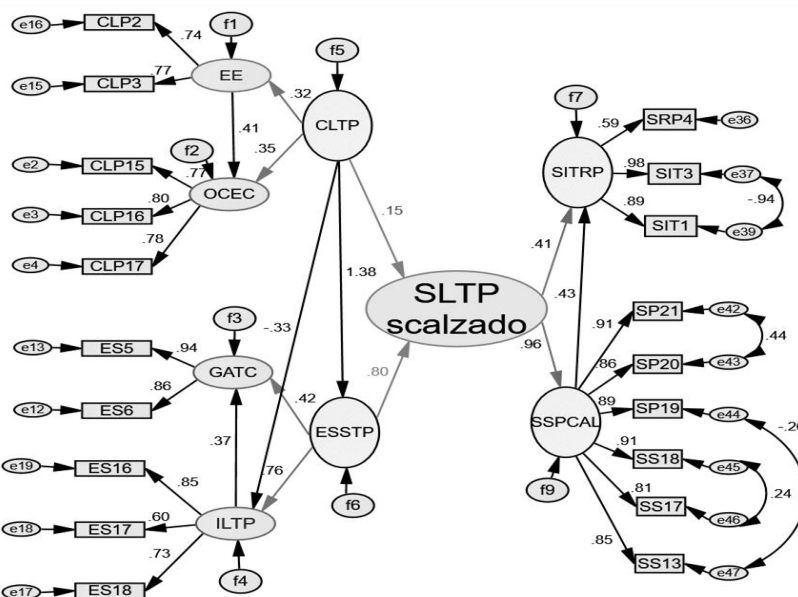 e16
CLP2
f1
.74
EE
.77
e15
CLP3
.32
f5
CLTP
.41
.35
f2
e2
CLP15
.77
OCEC
e3
CLP16
.80
e4
CLP17
.78
.15
1.38
-.33
SLTP
scalzado
f3
e13
ES5
.94
GATC
e12
ES6
.86
.42
.80
.37
ESSTP
.76
f6
e19
ES16
.85
e18
ES17
.60
ILTP
.73
e17
ES18
f4
f7
.59
SRP4
e36
SITRP
.98
SIT3
e37
-.94
.89
SIT1
e39
.41
.43
.96
SP21
e42
.91
.44
SP20
e43
.86
SP19
e44
.89
SSPCAL
.91
SS18
e45
.24
f9
.81
SS17
e46
.85
SS13
e47